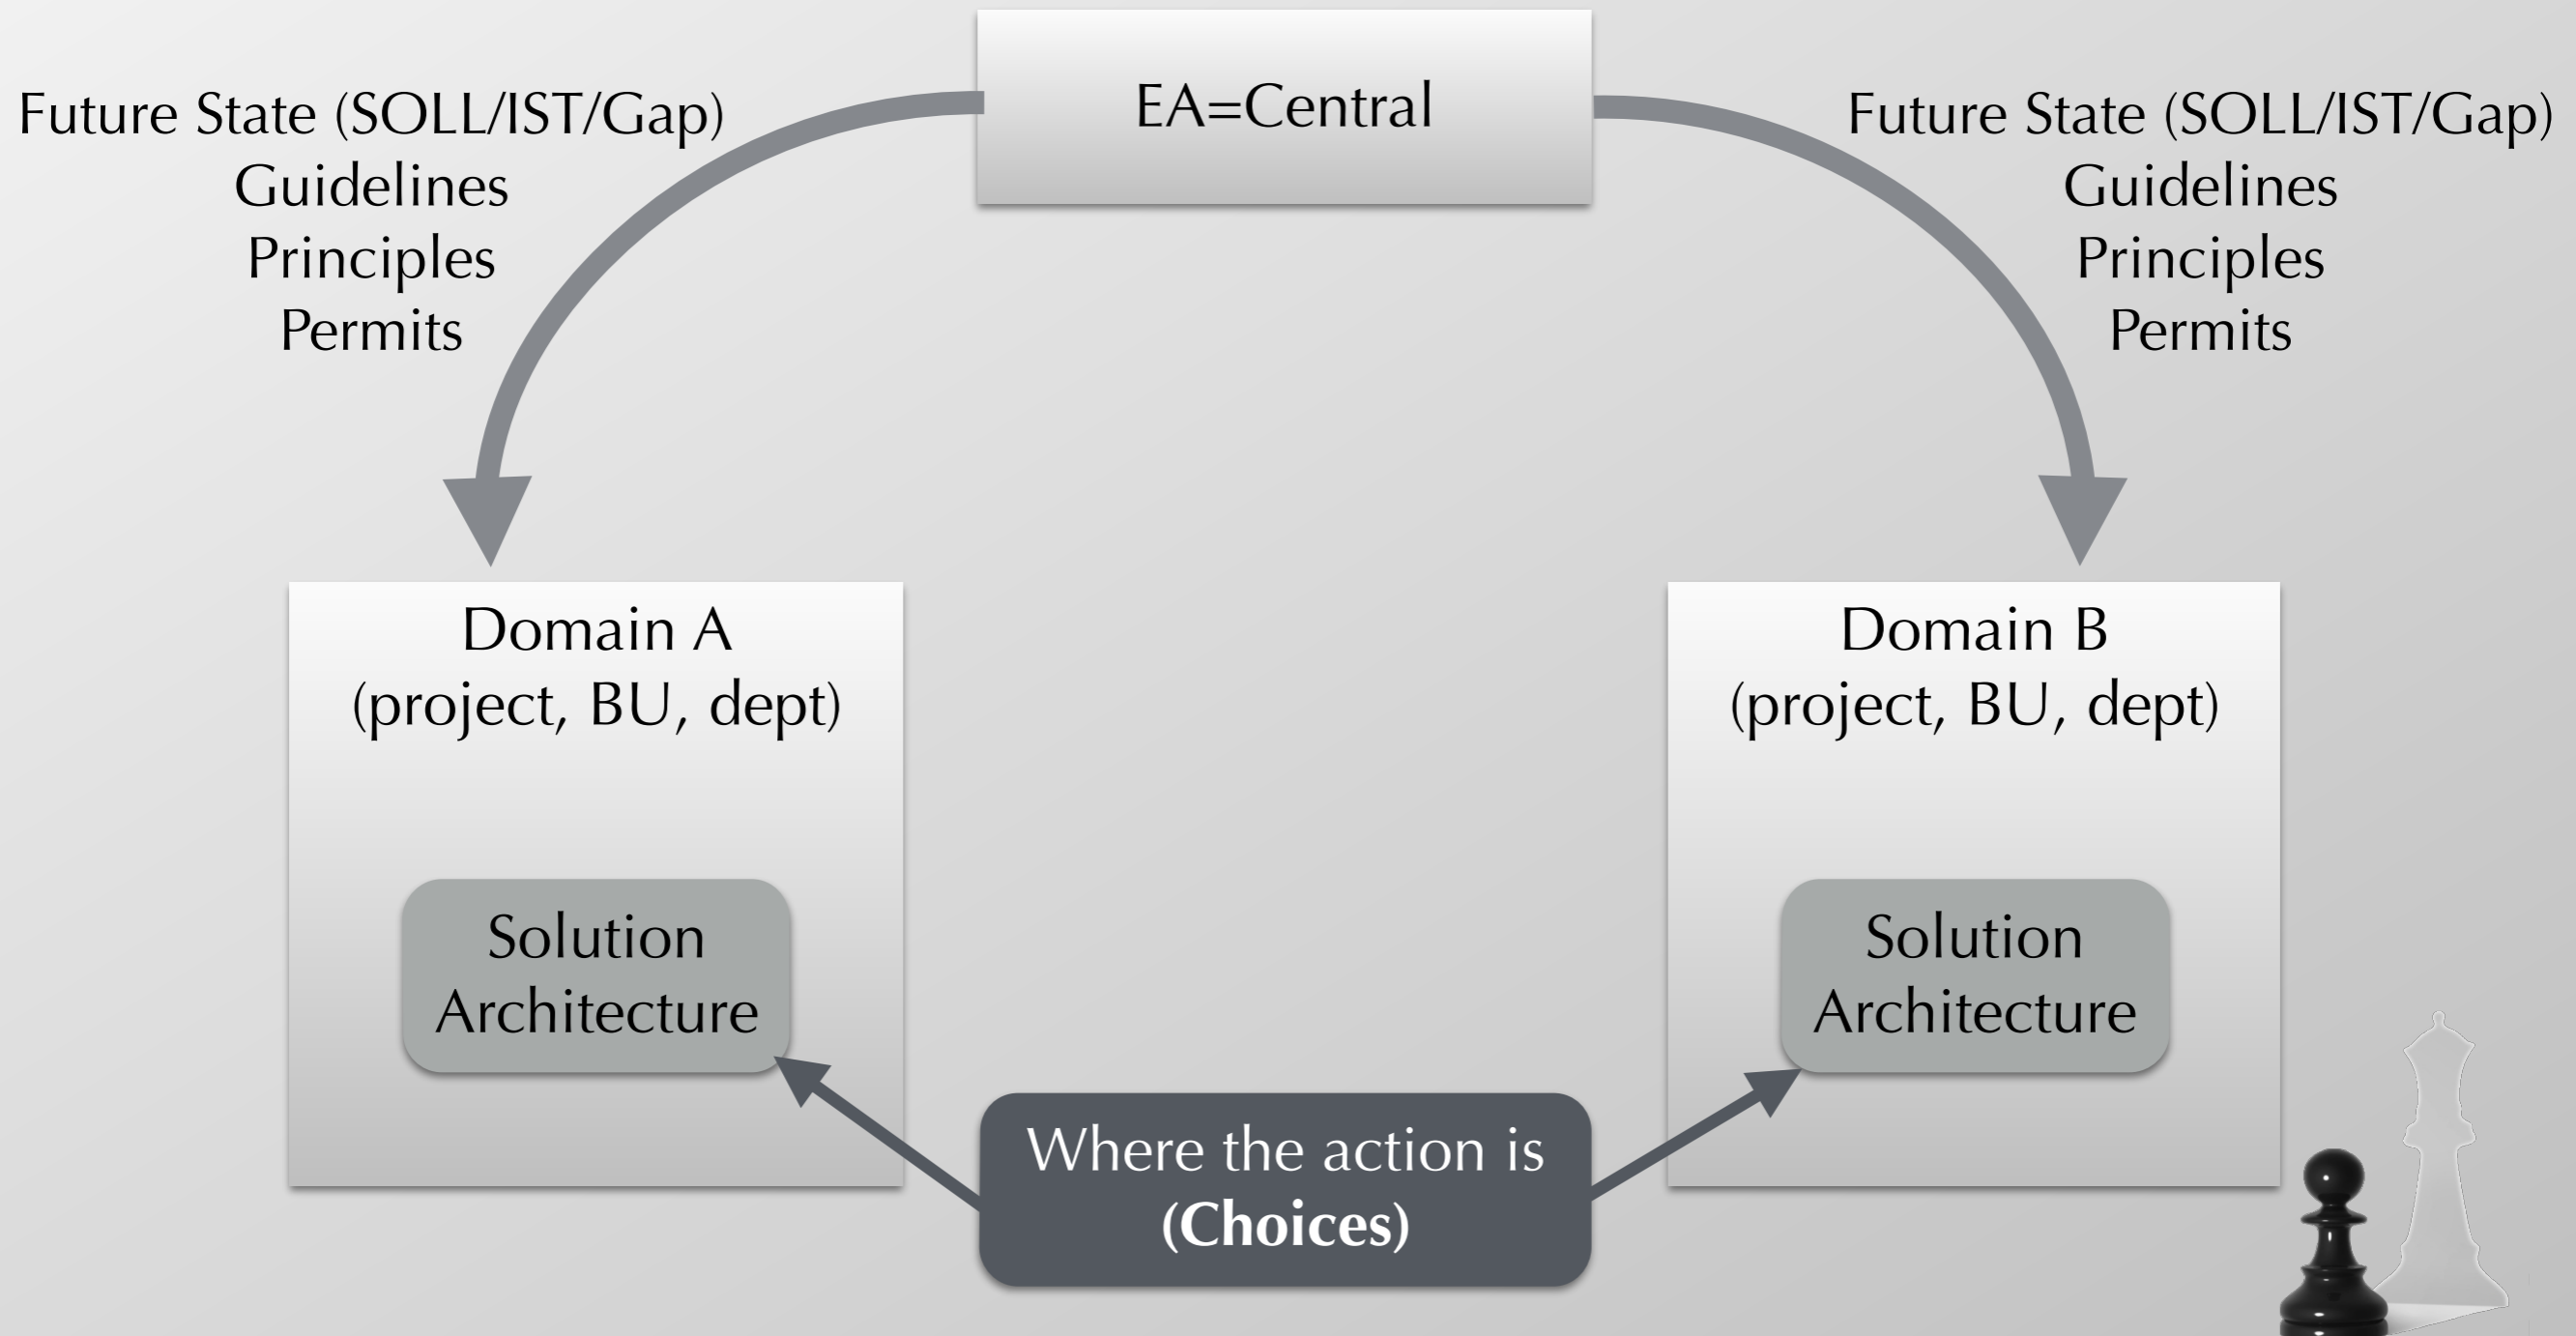 EA=Central
Future State (SOLL/IST/Gap)
Guidelines
Principles
Permits
Future State (SOLL/IST/Gap)
Guidelines
Principles
Permits
Domain A
(project, BU, dept)
Solution
Architecture
Domain B
(project, BU, dept)
Solution
Architecture
Where the action is
(Choices)